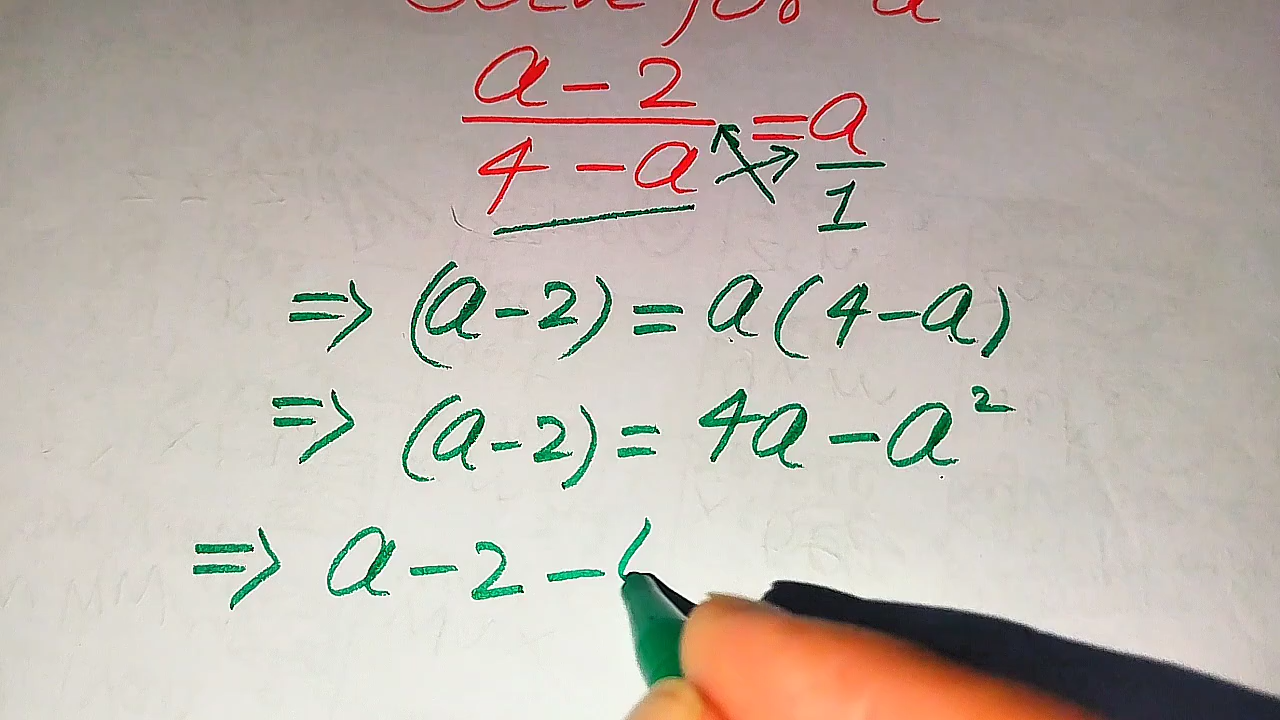 a - 2 / 4 - a = a / 1
=> (a - 2) = a(4 - a)
=> (a - 2) = 4a - a²
=> a - 2 - (